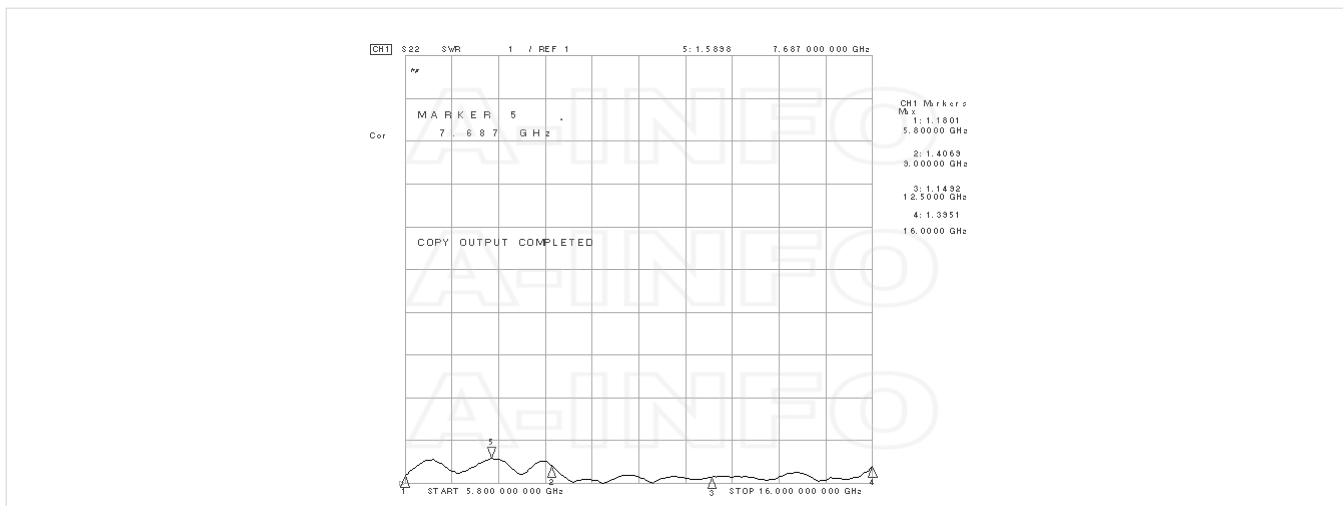 CH1 S22 SWR 1 / REF 1 5: 1.5898 7.687 000 000 GHz
hp
CH1 Markers
Max
MARKER 5
1: 1.1801
7.687 GHz
5.80000 GHz
Cor
2: 1.4069
9.00000 GHz
3: 1.1492
12.5000 GHz
4: 1.3951
16.0000 GHz
COPY OUTPUT COMPLETED
A-INFO
A-INFO
A-INFO
5
1 2 3 4
START 5.800 000 000 GHz STOP 16.000 000 000 GHz